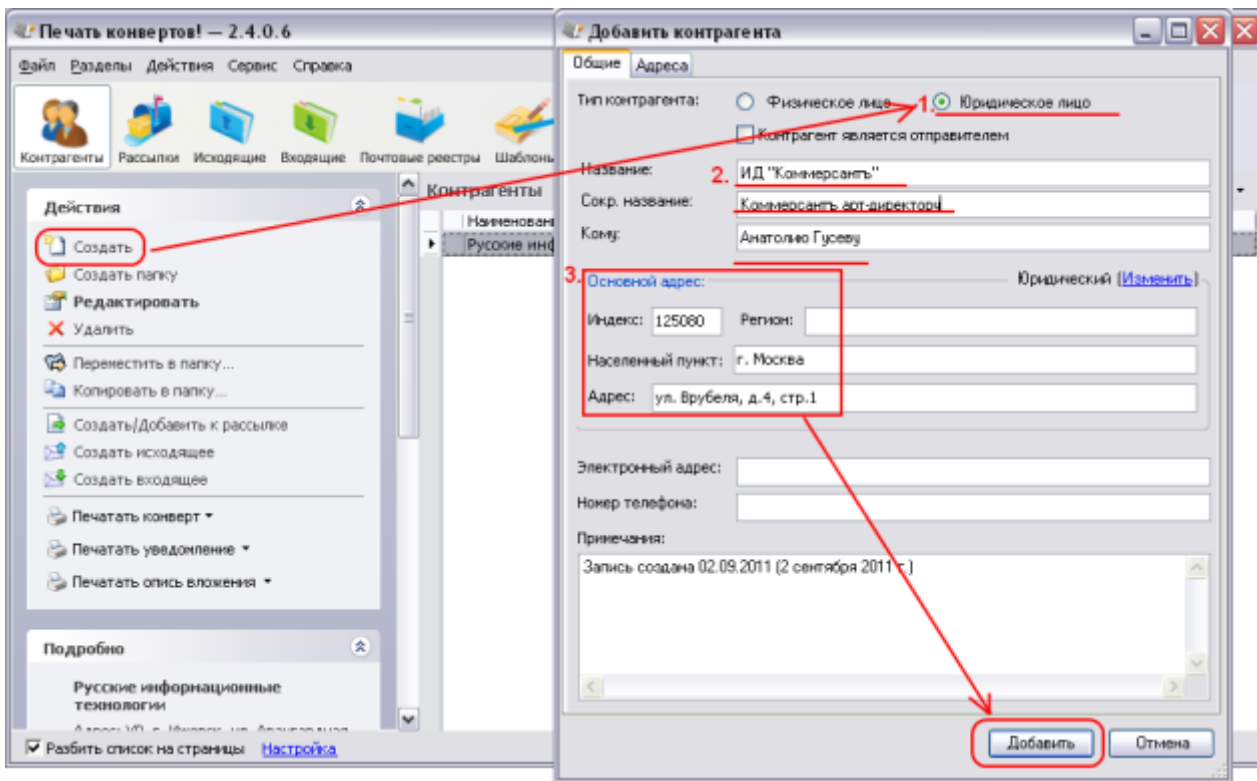 Печать конвертов! — 2.4.0.6
Файл Разделы Действия Сервис Справка
Контрагенты Рассылки Исходящие Входящие Почтовые реестры Шаблоны
Действия
Создать
Создать папку
Редактировать
Удалить
Переместить в папку...
Копировать в папку...
Создать/Добавить к рассылке
Создать исходящее
Создать входящее
Печатать конверт
Печатать уведомление
Печатать опись вложения
Подробно
Русские информационные
технологии
Адрес: УР, г. Ижевск, ул.
Разбить список на страницы Настройка
Контрагенты
Наименован
Русские инф
Добавить контрагента
Общие Адреса
Тип контрагента: Физическое лицо 1. Юридическое лицо
Контрагент является отправителем
Название: 2. ИД "Коммерсантъ"
Сокр. название: Коммерсантъ арт-директору
Кому: Анатолию Гусеву
3. Основной адрес: Юридический (Изменить)
Индекс: 125080 Регион:
Населенный пункт: г. Москва
Адрес: ул. Врубеля, д.4, стр.1
Электронный адрес:
Номер телефона:
Примечания:
Запись создана 02.09.2011 (2 сентября 2011 г.)
Добавить Отмена